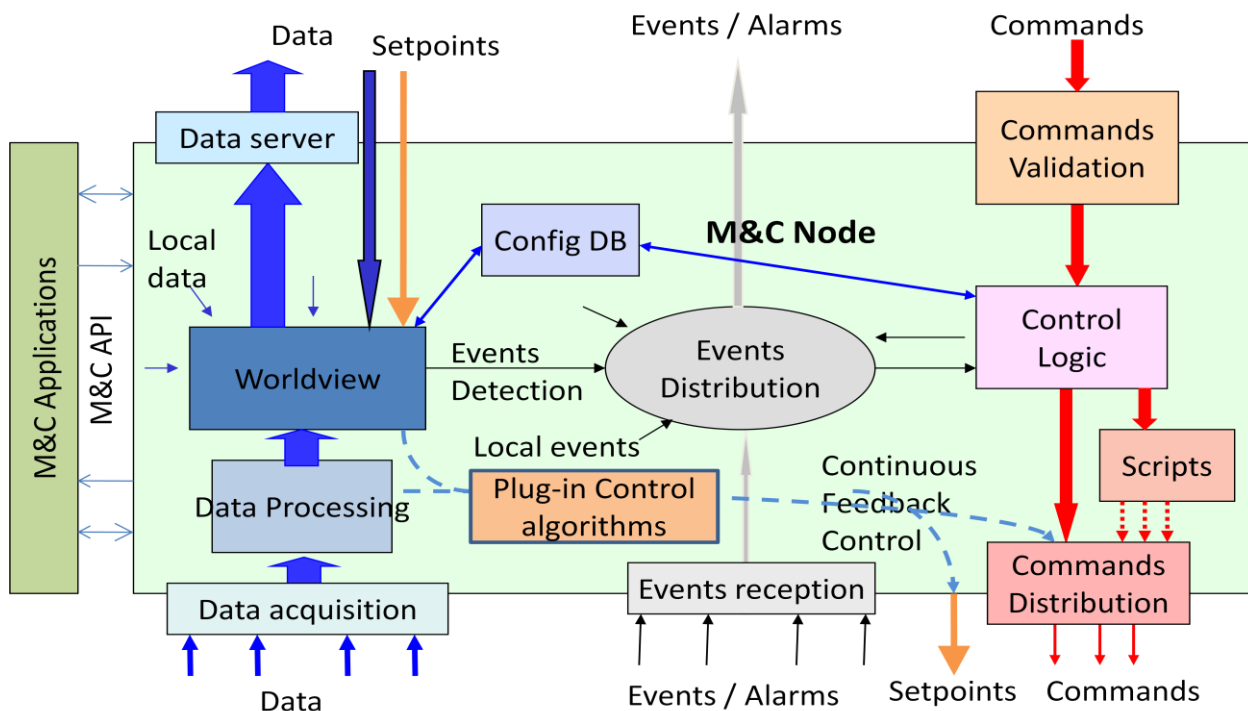 Data
Setpoints
Events / Alarms
Commands
Data server
Commands
Validation
Config DB
M&C Node
Local
data
M&C Applications
M&C API
Worldview
Events
Detection
Events
Distribution
Control
Logic
Local events
Data Processing
Plug-in Control
algorithms
Continuous
Feedback
Control
Scripts
Data acquisition
Events reception
Commands
Distribution
Data
Events / Alarms
Setpoints
Commands